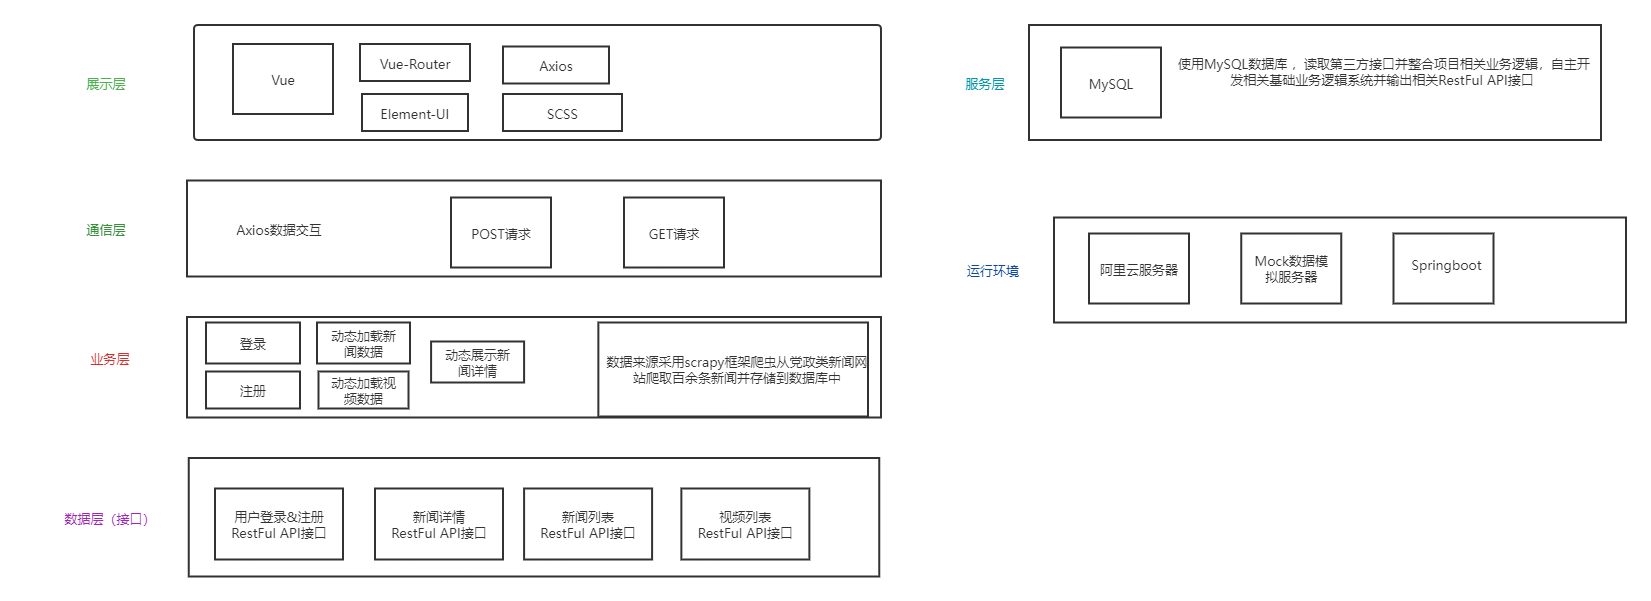 展示层
Vue
Vue-Router
Axios
Element-UI
SCSS
通信层
Axios数据交互
POST请求
GET请求
业务层
登录
动态加载新
闻数据
动态展示新
闻详情
注册
动态加载视
频数据
数据来源采用scrapy框架爬虫从党政类新闻网
站爬取百余条新闻并存储到数据库中
数据层（接口）
用户登录&注册
RestFul API接口
新闻详情
RestFul API接口
新闻列表
RestFul API接口
视频列表
RestFul API接口
服务层
MySQL
使用MySQL数据库 ，读取第三方接口并整合项目相关业务逻辑，自主开
发相关基础业务逻辑系统并输出相关RestFul API接口
运行环境
阿里云服务器
Mock数据模
拟服务器
Springboot